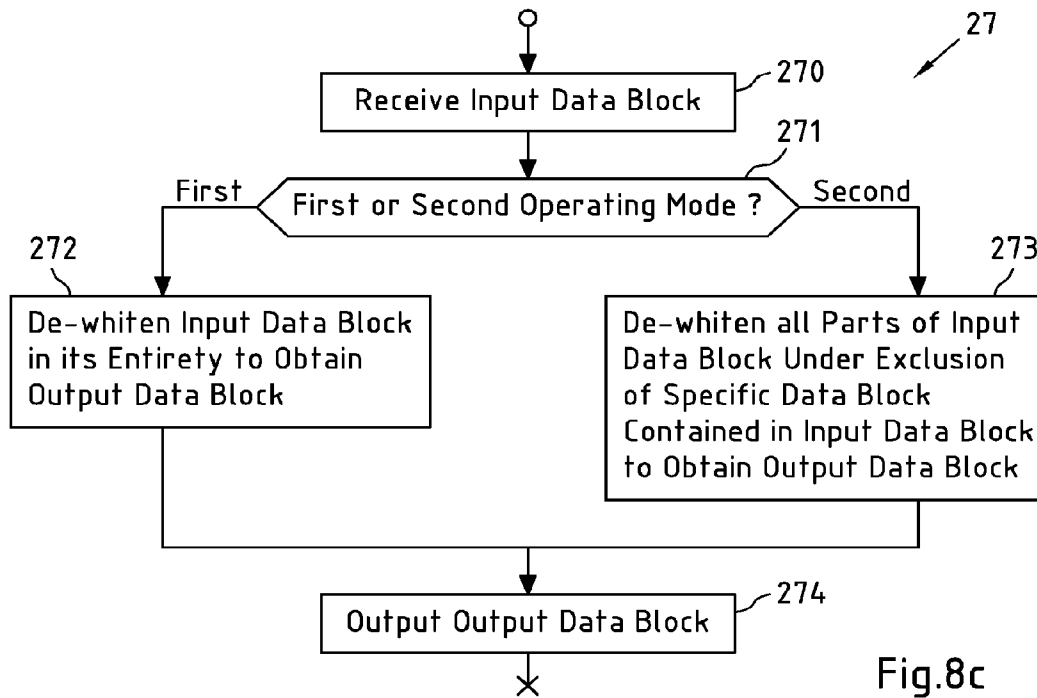 27
270
Receive Input Data Block
271
First
First or Second Operating Mode ?
Second
272
273
De-whiten Input Data Block
in its Entirety to Obtain
Output Data Block
De-whiten all Parts of Input
Data Block Under Exclusion
of Specific Data Block
Contained in Input Data Block
to Obtain Output Data Block
274
Output Output Data Block
Fig.8c